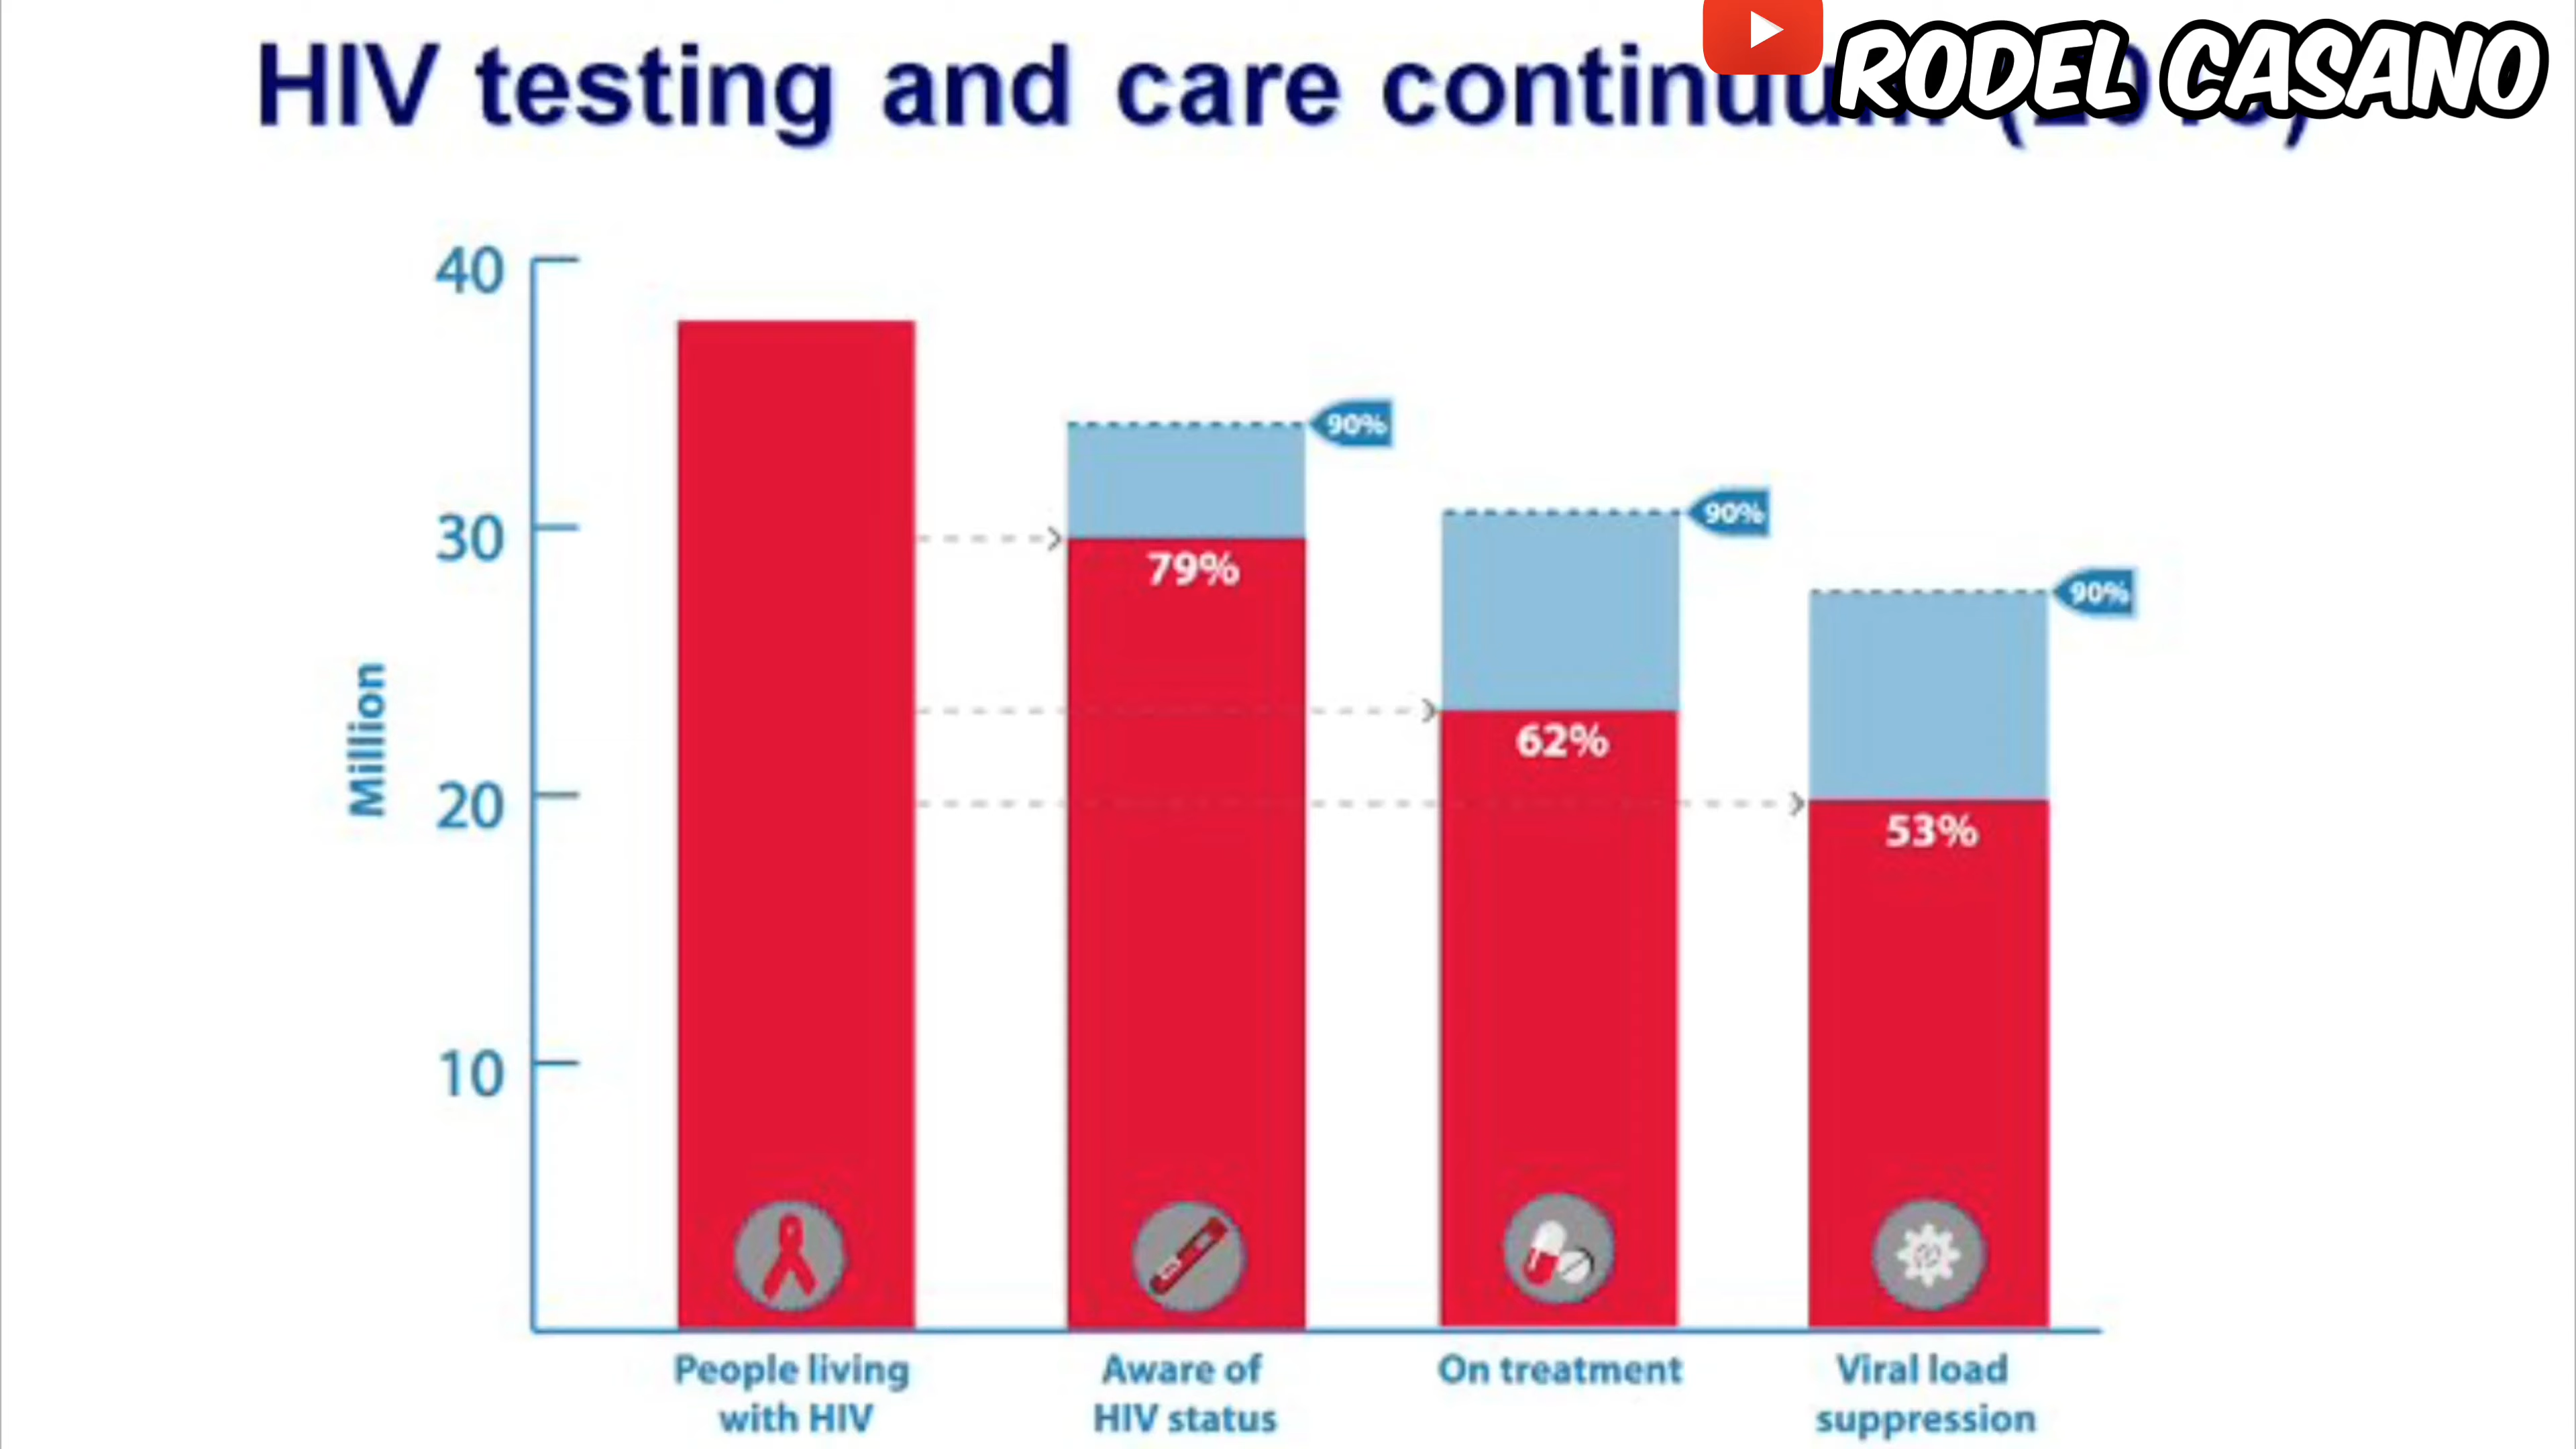 HIV testing and care continuum
RODEL CASANO
40
30
20
10
Million
90%
79%
90%
62%
90%
53%
People living
with HIV
Aware of
HIV status
On treatment
Viral load
suppression